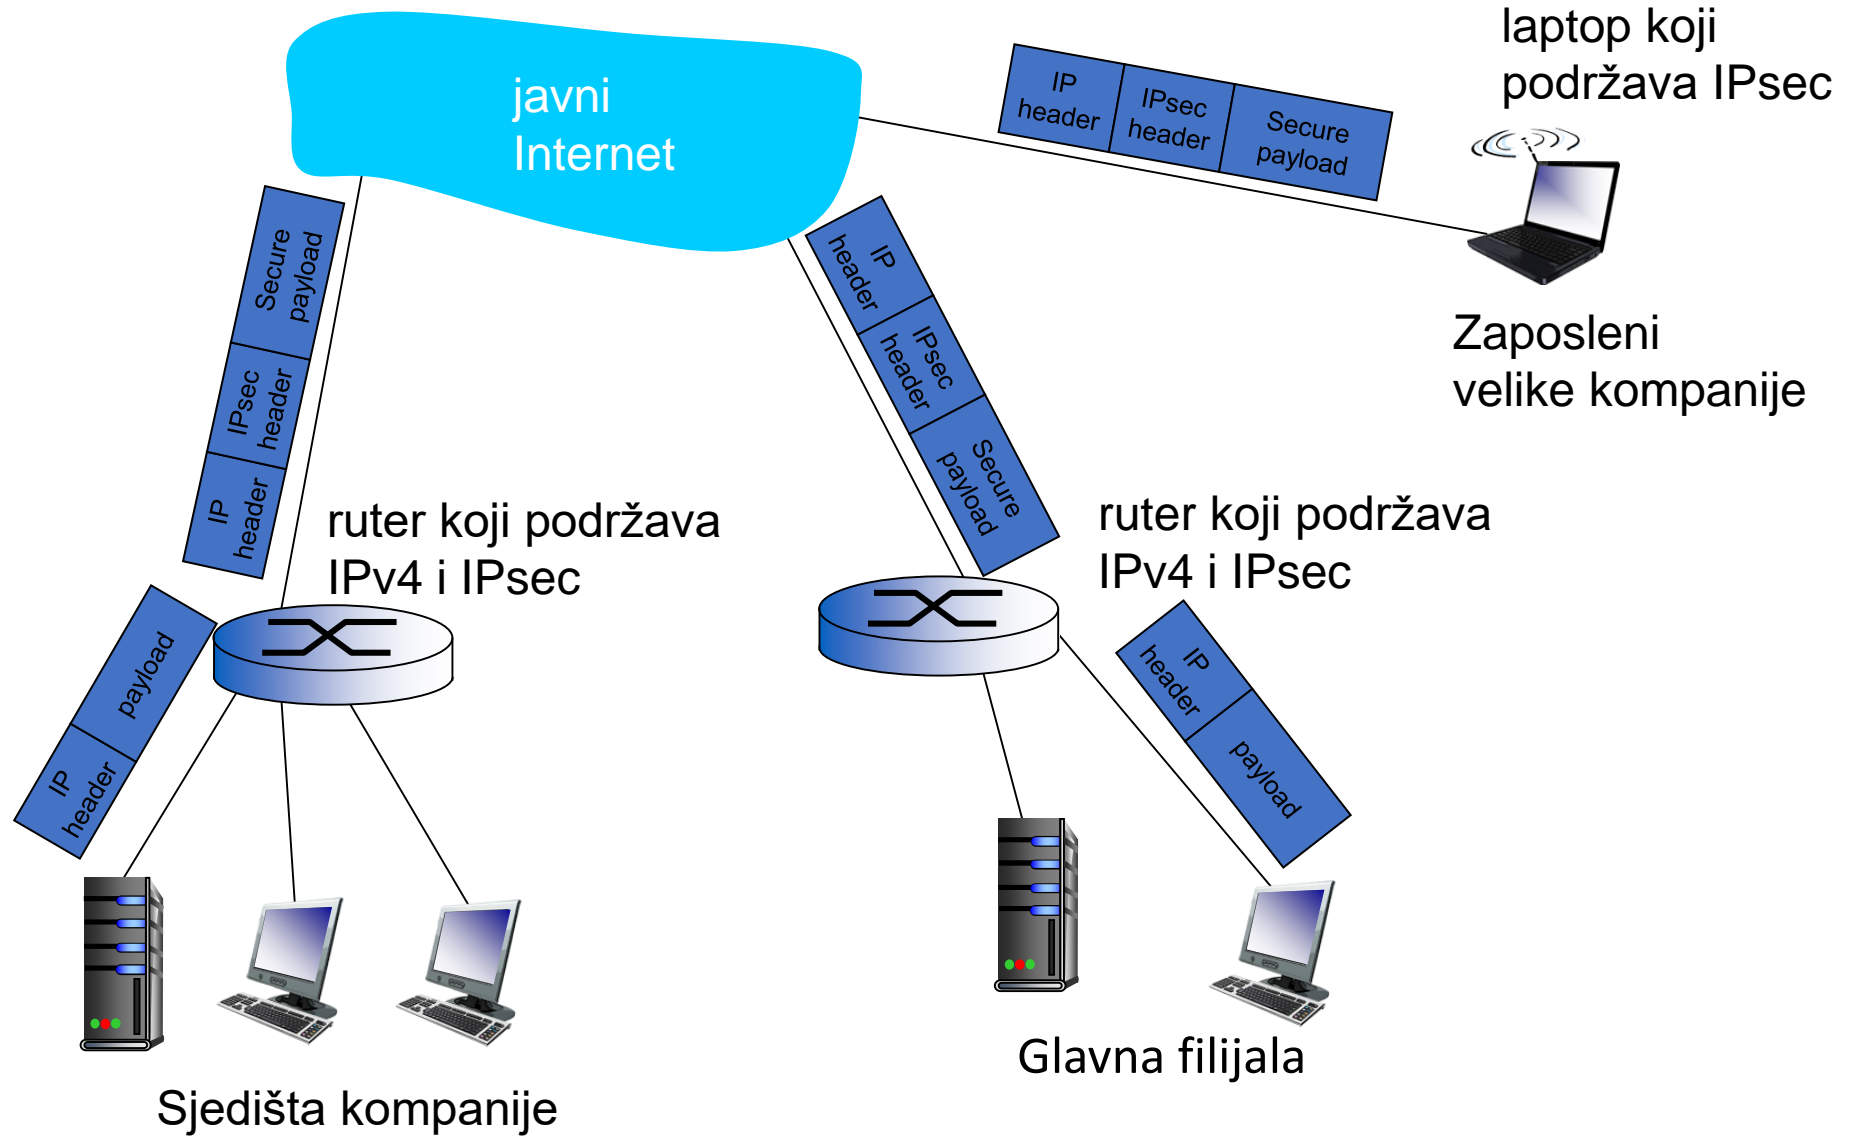 laptop koji
podržava IPsec
javni
Internet
IP
header
IPsec
header
Secure
payload
Secure
payload
IPsec
header
IP
header
IP
header
IPsec
header
Secure
payload
Zaposleni
velike kompanije
ruter koji podržava
IPv4 i IPsec
ruter koji podržava
IPv4 i IPsec
payload
IP
header
IP
header
payload
Glavna filijala
Sjedišta kompanije